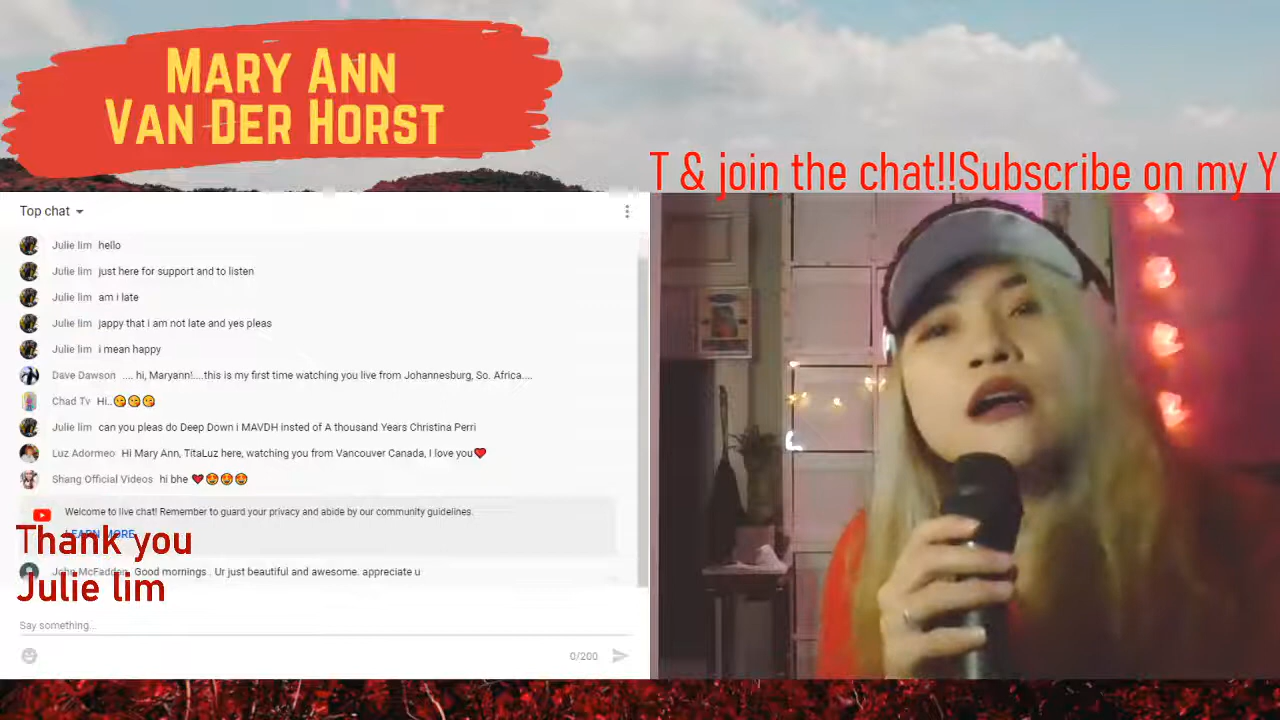 MARY ANN
VAN DER HORST
T & join the chat!!Subscribe on my Y
Top chat
Julie lim hello
Julie lim just here for support and to listen
Julie lim am i late
Julie lim jappy that i am not late and yes pleas
Julie lim i mean happy
Dave Dawson .... hi, Maryann!....this is my first time watching you live from Johannesburg, So. Africa....
Chad Tv Hi..😋😋😋
Julie lim can you pleas do Deep Down i MAVDH insted of A thousand Years Christina Perri
Luz Adormeo Hi Mary Ann, TitaLuz here, watching you from Vancouver Canada, I love you❤️
Shang Official Videos hi bhe ❤️😍😍😍
Welcome to live chat! Remember to guard your privacy and abide by our community guidelines.
LEARN MORE
Thank you
John McFadden Good mornings . Ur just beautiful and awesome. appreciate u
Julie lim
Say something...
0/200